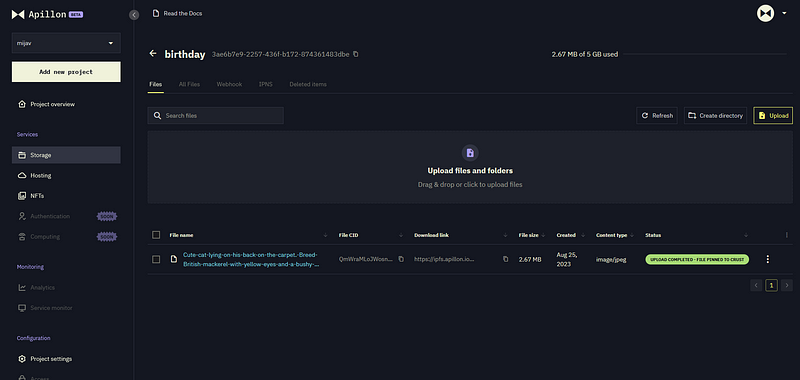 Apillon BETA
Read the Docs
mijav
birthday 3ae6b7e9-2257-436f-b172-874361483dbe
2.67 MB of 5 GB used
Add new project
Files All Files Webhook IPNS Deleted items
Project overview
Search files
Refresh Create directory Upload
Services
Storage
Hosting
NFTs
Authentication SOON
Computing SOON
Upload files and folders
Drag & drop or click to upload files
File name File CID Download link File size Created Content type Status
Cute-cat-lying-on-his-back-on-the-carpet.-Breed-
British-mackerel-with-yellow-eyes-and-a-bushy-...
QmWraMLoJWosn... https://ipfs.apillon.io... 2.67 MB
Aug 25,
2023
image/jpeg UPLOAD COMPLETED - FILE PINNED TO CRUST
1
Monitoring
Analytics
Service monitor
Configuration
Project settings
Access